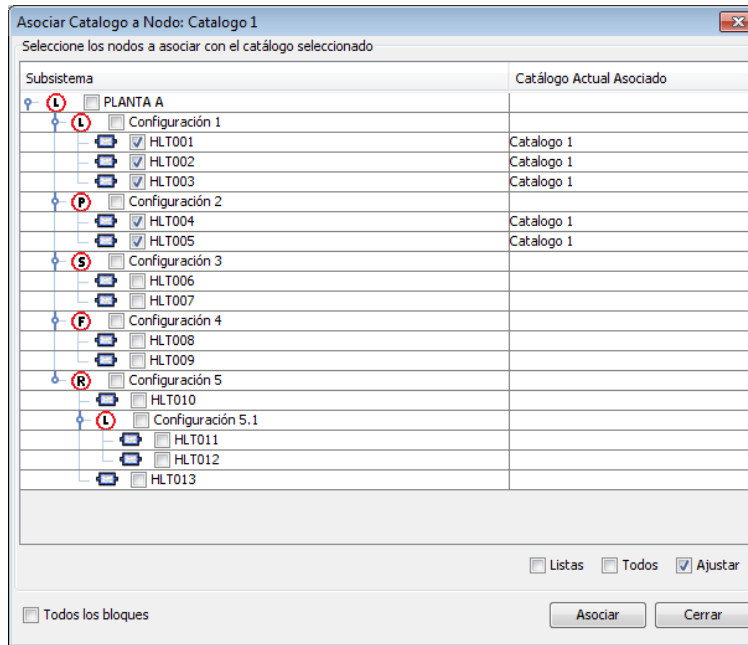 Asociar Catalogo a Nodo: Catalogo 1
Seleccione los nodos a asociar con el catálogo seleccionado
Subsistema Catálogo Actual Asociado
L PLANTA A
L Configuración 1
HLT001 Catalogo 1
HLT002 Catalogo 1
HLT003 Catalogo 1
P Configuración 2
HLT004 Catalogo 1
HLT005 Catalogo 1
S Configuración 3
HLT006
HLT007
F Configuración 4
HLT008
HLT009
R Configuración 5
HLT010
L Configuración 5.1
HLT011
HLT012
HLT013
Listas Todos Ajustar
Todos los bloques Asociar Cerrar